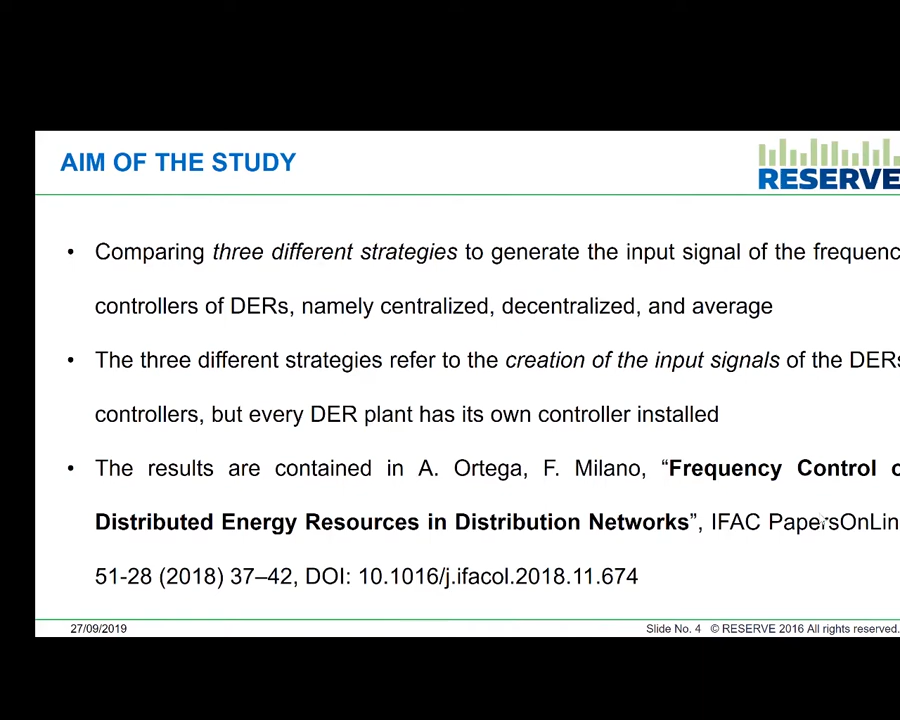 AIM OF THE STUDY
RESERVE
• Comparing three different strategies to generate the input signal of the frequenc
controllers of DERs, namely centralized, decentralized, and average
• The three different strategies refer to the creation of the input signals of the DERs
controllers, but every DER plant has its own controller installed
• The results are contained in A. Ortega, F. Milano, “Frequency Control o
Distributed Energy Resources in Distribution Networks”, IFAC PapersOnLin
51-28 (2018) 37–42, DOI: 10.1016/j.ifacol.2018.11.674
27/09/2019
Slide No. 4 © RESERVE 2016 All rights reserved.